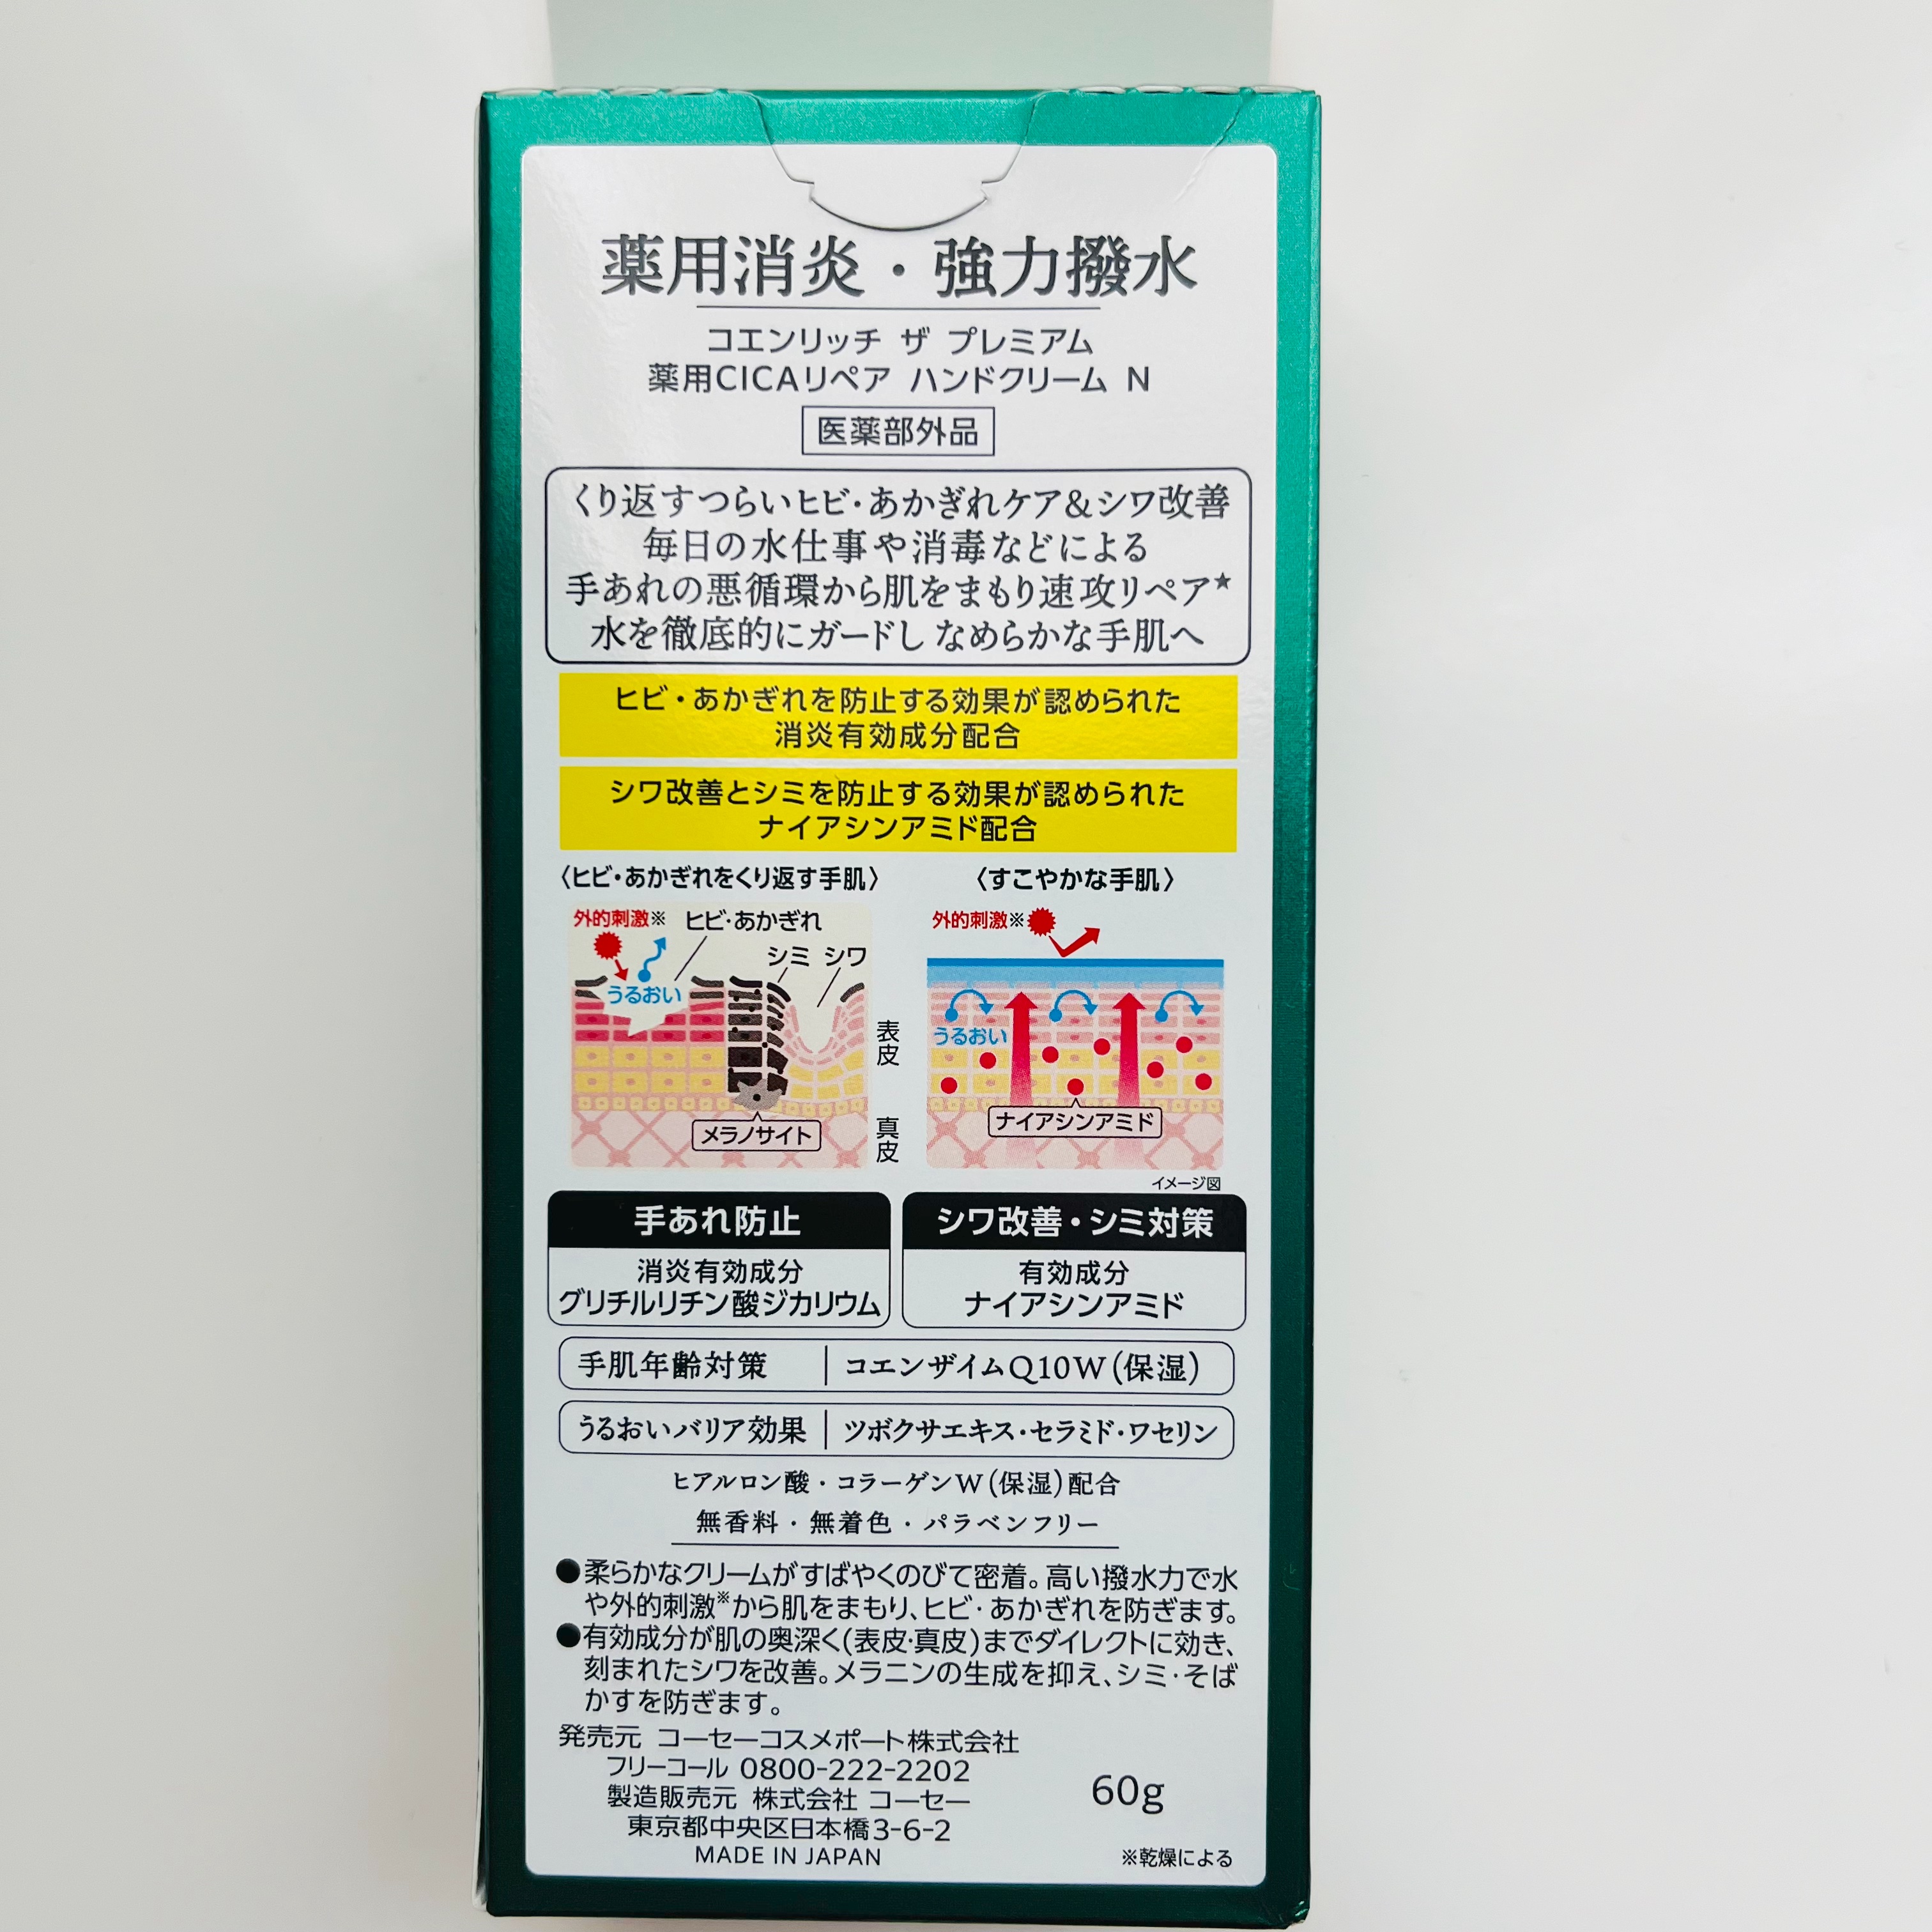 薬用消炎・強力撥水
コエンリッチ ザ プレミアム
薬用CICAリペア ハンドクリーム N
医薬部外品
くり返すつらいヒビ・あかぎれケア&シワ改善
毎日の水仕事や消毒などによる
手あれの悪循環から肌をまもり速攻リペア★
水を徹底的にガードし なめらかな手肌へ
ヒビ・あかぎれを防止する効果が認められた
消炎有効成分配合
シワ改善とシミを防止する効果が認められた
ナイアシンアミド配合
〈ヒビ・あかぎれをくり返す手肌〉
外的刺激※ ヒビ・あかぎれ
シミ シワ
うるおい
メラノサイト
表皮
真皮
〈すこやかな手肌〉
外的刺激※
うるおい
ナイアシンアミド
イメージ図
手あれ防止
消炎有効成分
グリチルリチン酸ジカリウム
シワ改善・シミ対策
有効成分
ナイアシンアミド
手肌年齢対策 | コエンザイムQ10W(保湿)
うるおいバリア効果 | ツボクサエキス・セラミド・ワセリン
ヒアルロン酸・コラーゲンW(保湿)配合
無香料・無着色・パラベンフリー
●柔らかなクリームがすばやくのびて密着。高い撥水力で水
や外的刺激※から肌をまもり、ヒビ・あかぎれを防ぎます。
●有効成分が肌の奥深く(表皮・真皮)までダイレクトに効き、
刻まれたシワを改善。メラニンの生成を抑え、シミ・そば
かすを防ぎます。
発売元 コーセーコスメポート株式会社
フリーコール 0800-222-2202
製造販売元 株式会社 コーセー
東京都中央区日本橋3-6-2
MADE IN JAPAN
60g
※乾燥による